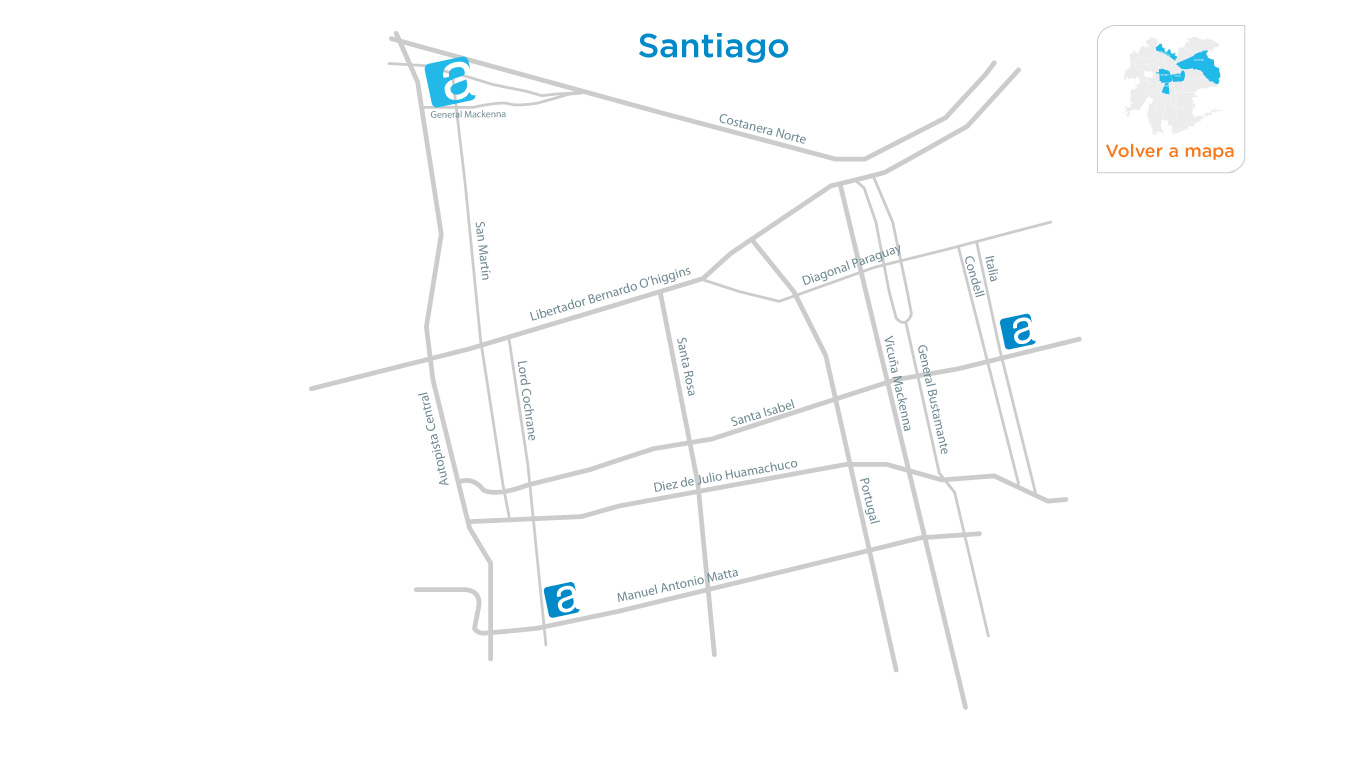 Santiago
Volver a mapa
a
General Mackenna
Costanera Norte
San Martín
Libertador Bernardo O'higgins
Diagonal Paraguay
Condell
Italia
a
Lord Cochrane
Santa Rosa
Vicuña Mackenna
General Bustamante
Autopista Central
Santa Isabel
Diez de Julio Huamachuco
Portugal
Manuel Antonio Matta
a